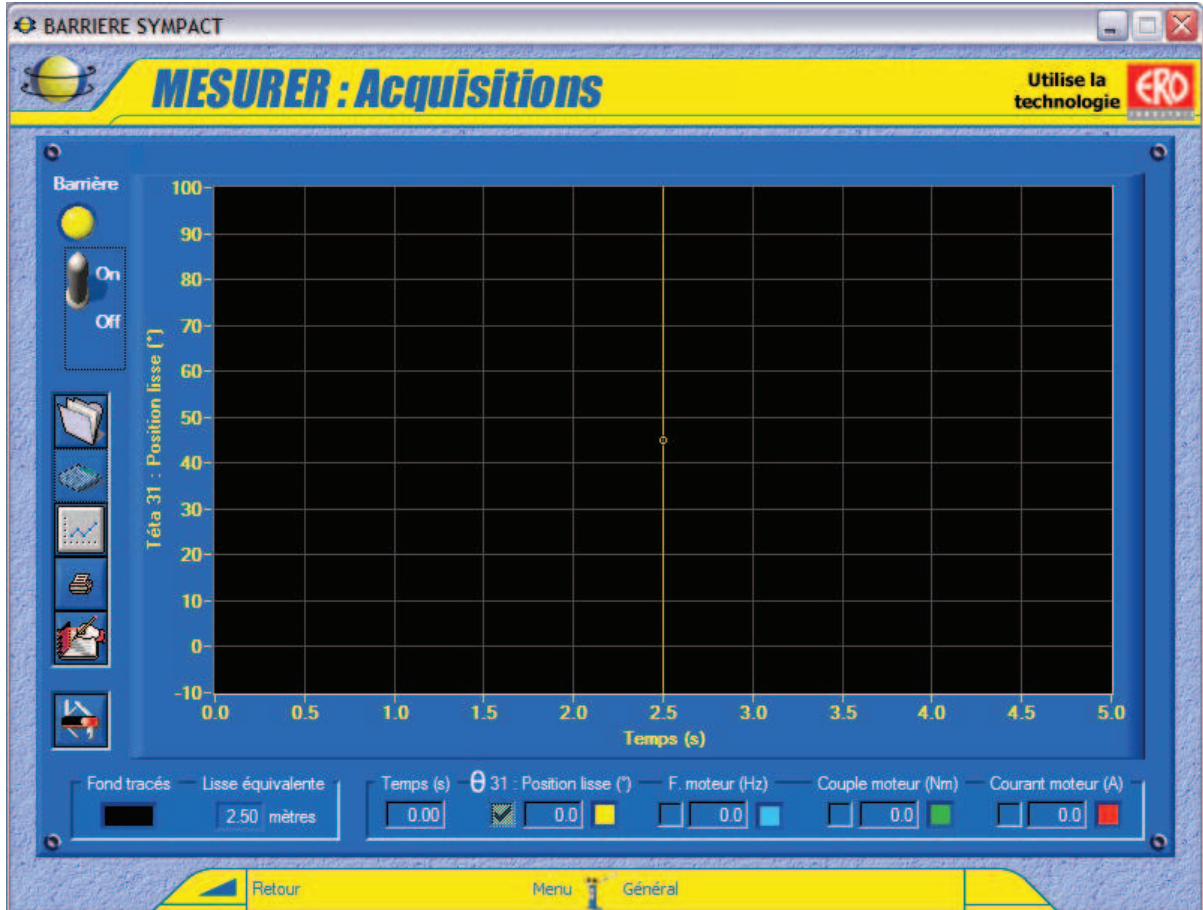 BARRIERE SYMPACT
MESURER : Acquisitions
Utilise la
technologie
ERO
INDUSTRIE
Barrière
On
Off
Téta 31 : Position lisse (°)
100
90
80
70
60
50
40
30
20
10
0
-10
0.0 0.5 1.0 1.5 2.0 2.5 3.0 3.5 4.0 4.5 5.0
Temps (s)
Fond tracés Lisse équivalente
2.50 mètres
Temps (s) θ 31 : Position lisse (°) F. moteur (Hz) Couple moteur (Nm) Courant moteur (A)
0.00 0.0 0.0 0.0 0.0
Retour Menu Général